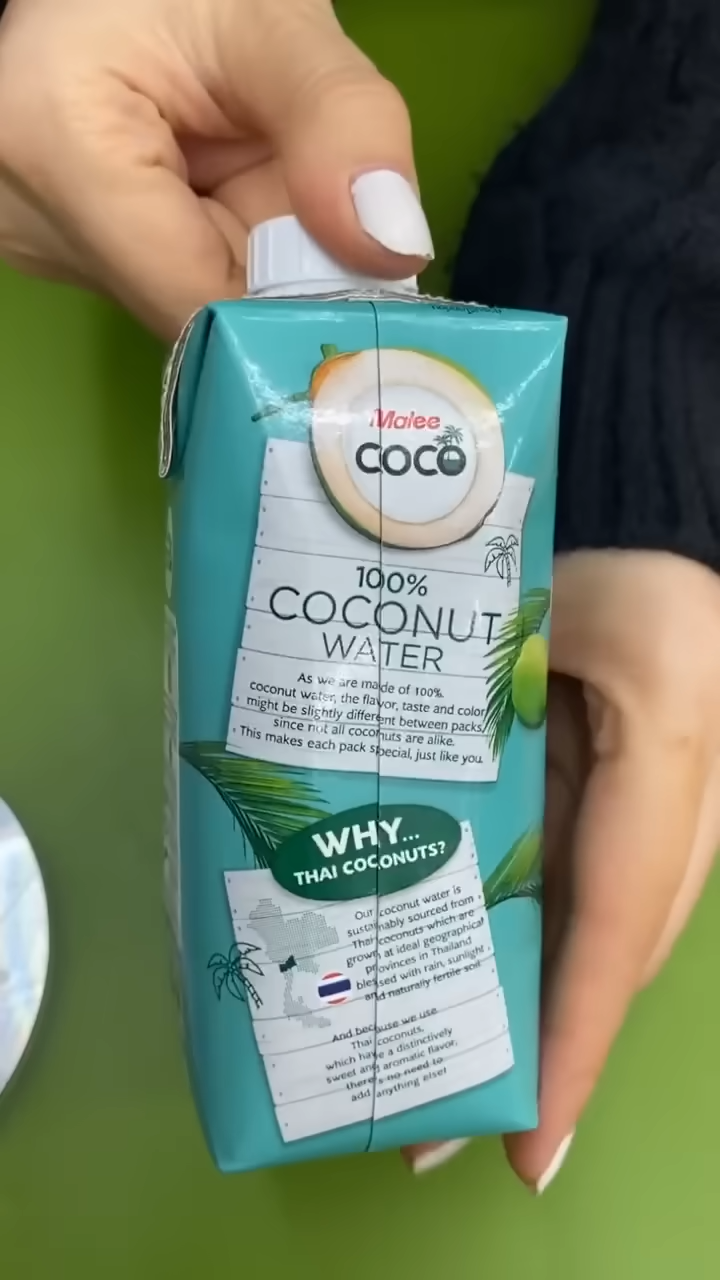 Malee
COCO
100%
COCONUT
WATER
As we are made of 100%
coconut water, the flavor, taste and color
might be slightly different between packs,
since not all coconuts are alike.
This makes each pack special, just like you.
WHY...
THAI COCONUTS?
Our coconut water is
sustainably sourced from
Thai coconuts which are
grown at ideal geographical
provinces in Thailand
blessed with rain, sunlight
and naturally fertile soil
And because we use
Thai coconuts,
which have a distinctively
sweet and aromatic flavor,
there's no need to
add anything else!